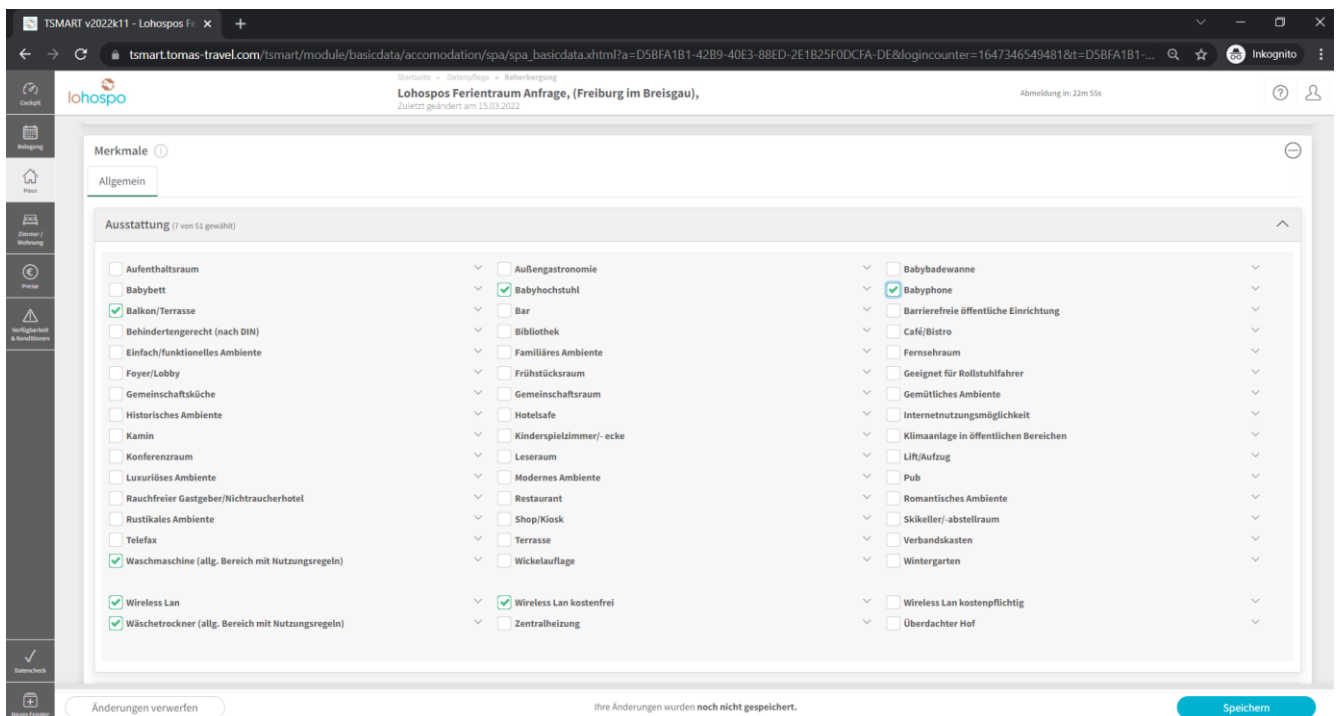 TSMART v2022k11 - Lohospos Fe
tsmart.tomas-travel.com/tsmart/module/basicdata/accomodation/spa/spa_basicdata.xhtml?a=D5BFA1B1-42B9-40E3-88ED-2E1B25F0DCFA-DE&logincounter=1647346549481&t=D5BFA1B1-...
Inkognito
Cockpit
lohospo
Startseite » Datenpflege » Beherbergung
Lohospos Ferientraum Anfrage, (Freiburg im Breisgau),
Zuletzt geändert am 15.03.2022
Abmeldung in: 22m 55s
Belegung
Haus
Zimmer / Wohnung
Preise
Verfügbarkeit & Konditionen
Merkmale
Allgemein
Ausstattung (7 von 51 gewählt)
Aufenthaltsraum Außengastronomie Babybadewanne
Babybett Babyhochstuhl Babyphone
Balkon/Terrasse Bar Barrierefreie öffentliche Einrichtung
Behindertengerecht (nach DIN) Bibliothek Café/Bistro
Einfach/funktionelles Ambiente Familiäres Ambiente Fernsehraum
Foyer/Lobby Frühstücksraum Geeignet für Rollstuhlfahrer
Gemeinschaftsküche Gemeinschaftsraum Gemütliches Ambiente
Historisches Ambiente Hotelsafe Internetnutzungsmöglichkeit
Kamin Kinderspielzimmer/- ecke Klimaanlage in öffentlichen Bereichen
Konferenzraum Leseraum Lift/Aufzug
Luxuriöses Ambiente Modernes Ambiente Pub
Rauchfreier Gastgeber/Nichtraucherhotel Restaurant Romantisches Ambiente
Rustikales Ambiente Shop/Kiosk Skikeller/-abstellraum
Telefax Terrasse Verbandskasten
Waschmaschine (allg. Bereich mit Nutzungsregeln) Wickelauflage Wintergarten
Wireless Lan Wireless Lan kostenfrei Wireless Lan kostenpflichtig
Wäschetrockner (allg. Bereich mit Nutzungsregeln) Zentralheizung Überdachter Hof
Datencheck
Neues Fenster
Änderungen verwerfen
Ihre Änderungen wurden noch nicht gespeichert.
Speichern